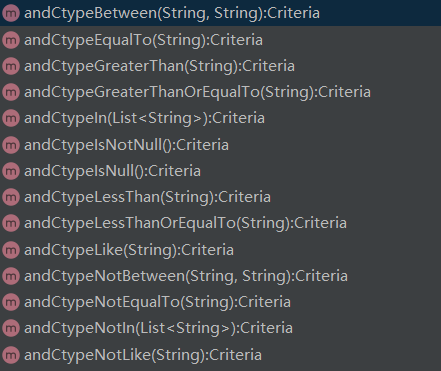 m andCtypeBetween(String, String):Criteria
m andCtypeEqualTo(String):Criteria
m andCtypeGreaterThan(String):Criteria
m andCtypeGreaterThanOrEqualTo(String):Criteria
m andCtypeIn(List<String>):Criteria
m andCtypeIsNotNull():Criteria
m andCtypeIsNull():Criteria
m andCtypeLessThan(String):Criteria
m andCtypeLessThanOrEqualTo(String):Criteria
m andCtypeLike(String):Criteria
m andCtypeNotBetween(String, String):Criteria
m andCtypeNotEqualTo(String):Criteria
m andCtypeNotIn(List<String>):Criteria
m andCtypeNotLike(String):Criteria